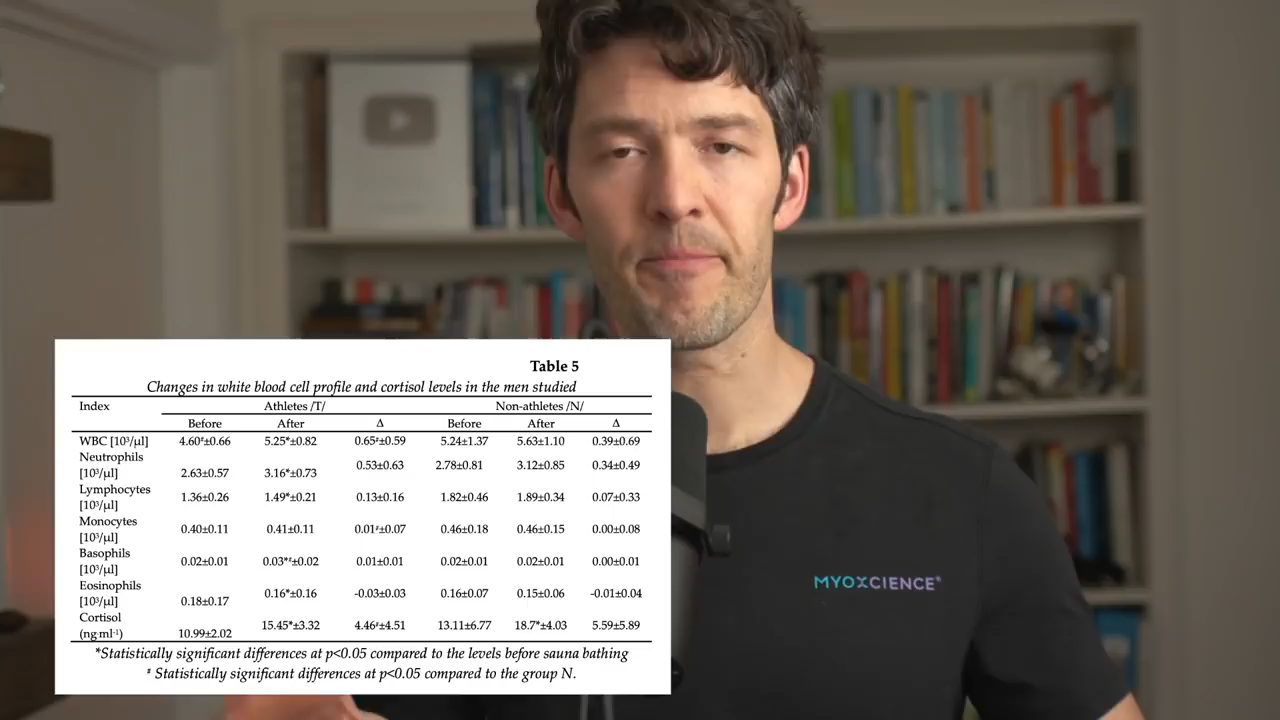 Table 5
Changes in white blood cell profile and cortisol levels in the men studied
Index Athletes /T/ Non-athletes /N/
Before After Δ Before After Δ
WBC [10³/µl] 4.60ᶻ±0.66 5.25*±0.82 0.65ᶻ±0.59 5.24±1.37 5.63±1.10 0.39±0.69
Neutrophils [10³/µl] 2.63±0.57 3.16*±0.73 0.53±0.63 2.78±0.81 3.12±0.85 0.34±0.49
Lymphocytes [10³/µl] 1.36±0.26 1.49*±0.21 0.13±0.16 1.82±0.46 1.89±0.34 0.07±0.33
Monocytes [10³/µl] 0.40±0.11 0.41±0.11 0.01ᶻ±0.07 0.46±0.18 0.46±0.15 0.00±0.08
Basophils [10³/µl] 0.02±0.01 0.03*ᶻ±0.02 0.01±0.01 0.02±0.01 0.02±0.01 0.00±0.01
Eosinophils [10³/µl] 0.18±0.17 0.16*±0.16 -0.03±0.03 0.16±0.07 0.15±0.06 -0.01±0.04
Cortisol (ng·ml⁻¹) 10.99±2.02 15.45*±3.32 4.46ᶻ±4.51 13.11±6.77 18.7*±4.03 5.59±5.89
*Statistically significant differences at p<0.05 compared to the levels before sauna bathing
ᶻ Statistically significant differences at p<0.05 compared to the group N.
MYOXCIENCE®